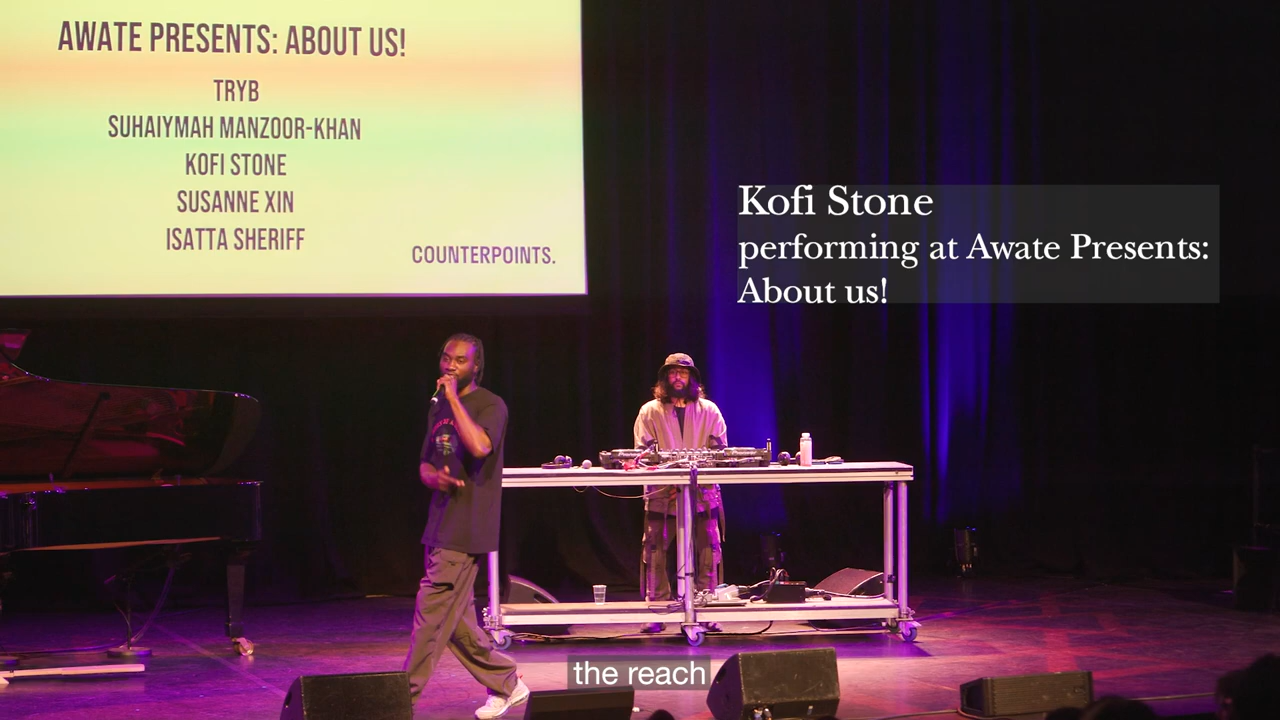 AWATE PRESENTS: ABOUT US!
TRYB
SUHAIYMAH MANZOOR-KHAN
KOFI STONE
SUSANNE XIN
ISATTA SHERIFF
COUNTERPOINTS.
Kofi Stone
performing at Awate Presents:
About us!
the reach